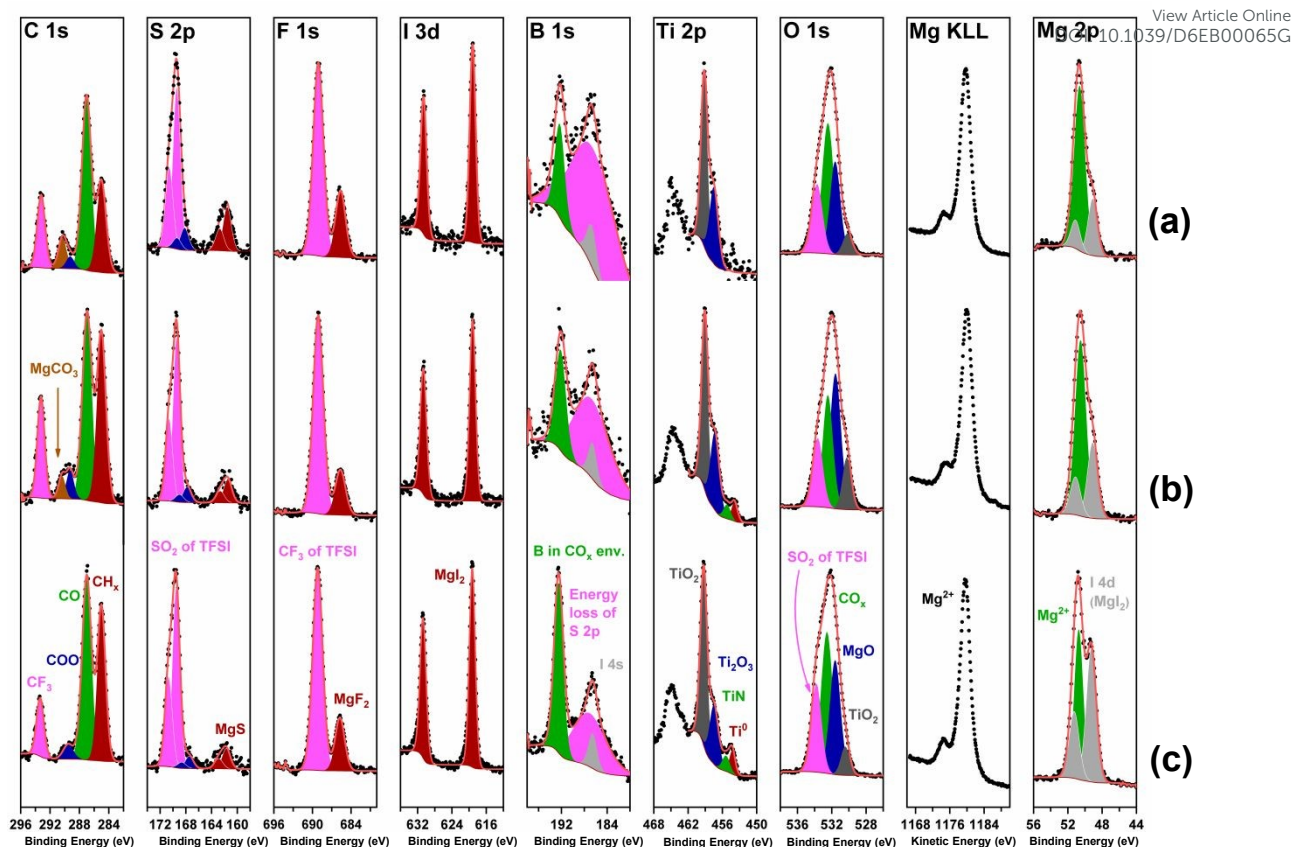 View Article Online
DOI: 10.1039/D6EB00065G
C 1s
S 2p
F 1s
I 3d
B 1s
Ti 2p
O 1s
Mg KLL
Mg 2p
(a)
MgCO3
(b)
SO2 of TFSI
CF3 of TFSI
B in COx env.
SO2 of TFSI
CO
CHx
COO-
CF3
MgS
MgF2
MgI2
Energy
loss of
S 2p
I 4s
TiO2
Ti2O3
TiN
Ti0
COx
MgO
TiO2
Mg2+
Mg2+
I 4d
(MgI2)
(c)
296 292 288 284
172 168 164 160
696 690 684
632 624 616
192 184
468 462 456 450
536 532 528
1168 1176 1184
56 52 48 44
Binding Energy (eV)
Binding Energy (eV)
Binding Energy (eV)
Binding Energy (eV)
Binding Energy (eV)
Binding Energy (eV)
Binding Energy (eV)
Kinetic Energy (eV)
Binding Energy (eV)